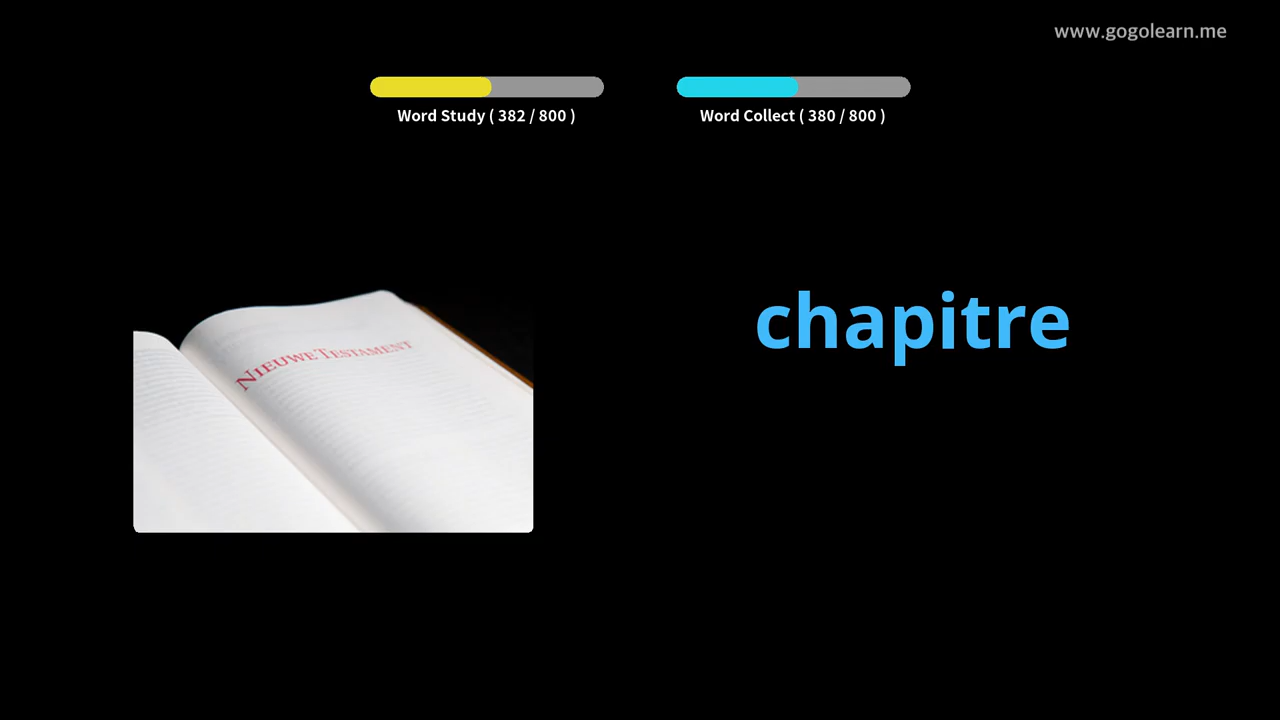 www.gogolearn.me
Word Study ( 382 / 800 )
Word Collect ( 380 / 800 )
chapitre
NIEUWE TESTAMENT